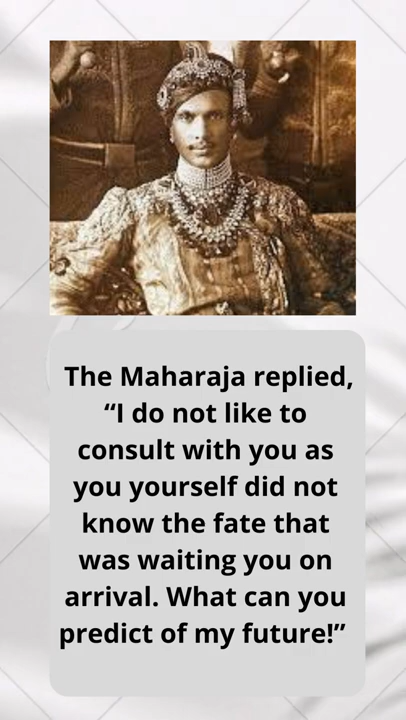 The Maharaja replied,
“I do not like to
consult with you as
you yourself did not
know the fate that
was waiting you on
arrival. What can you
predict of my future!”